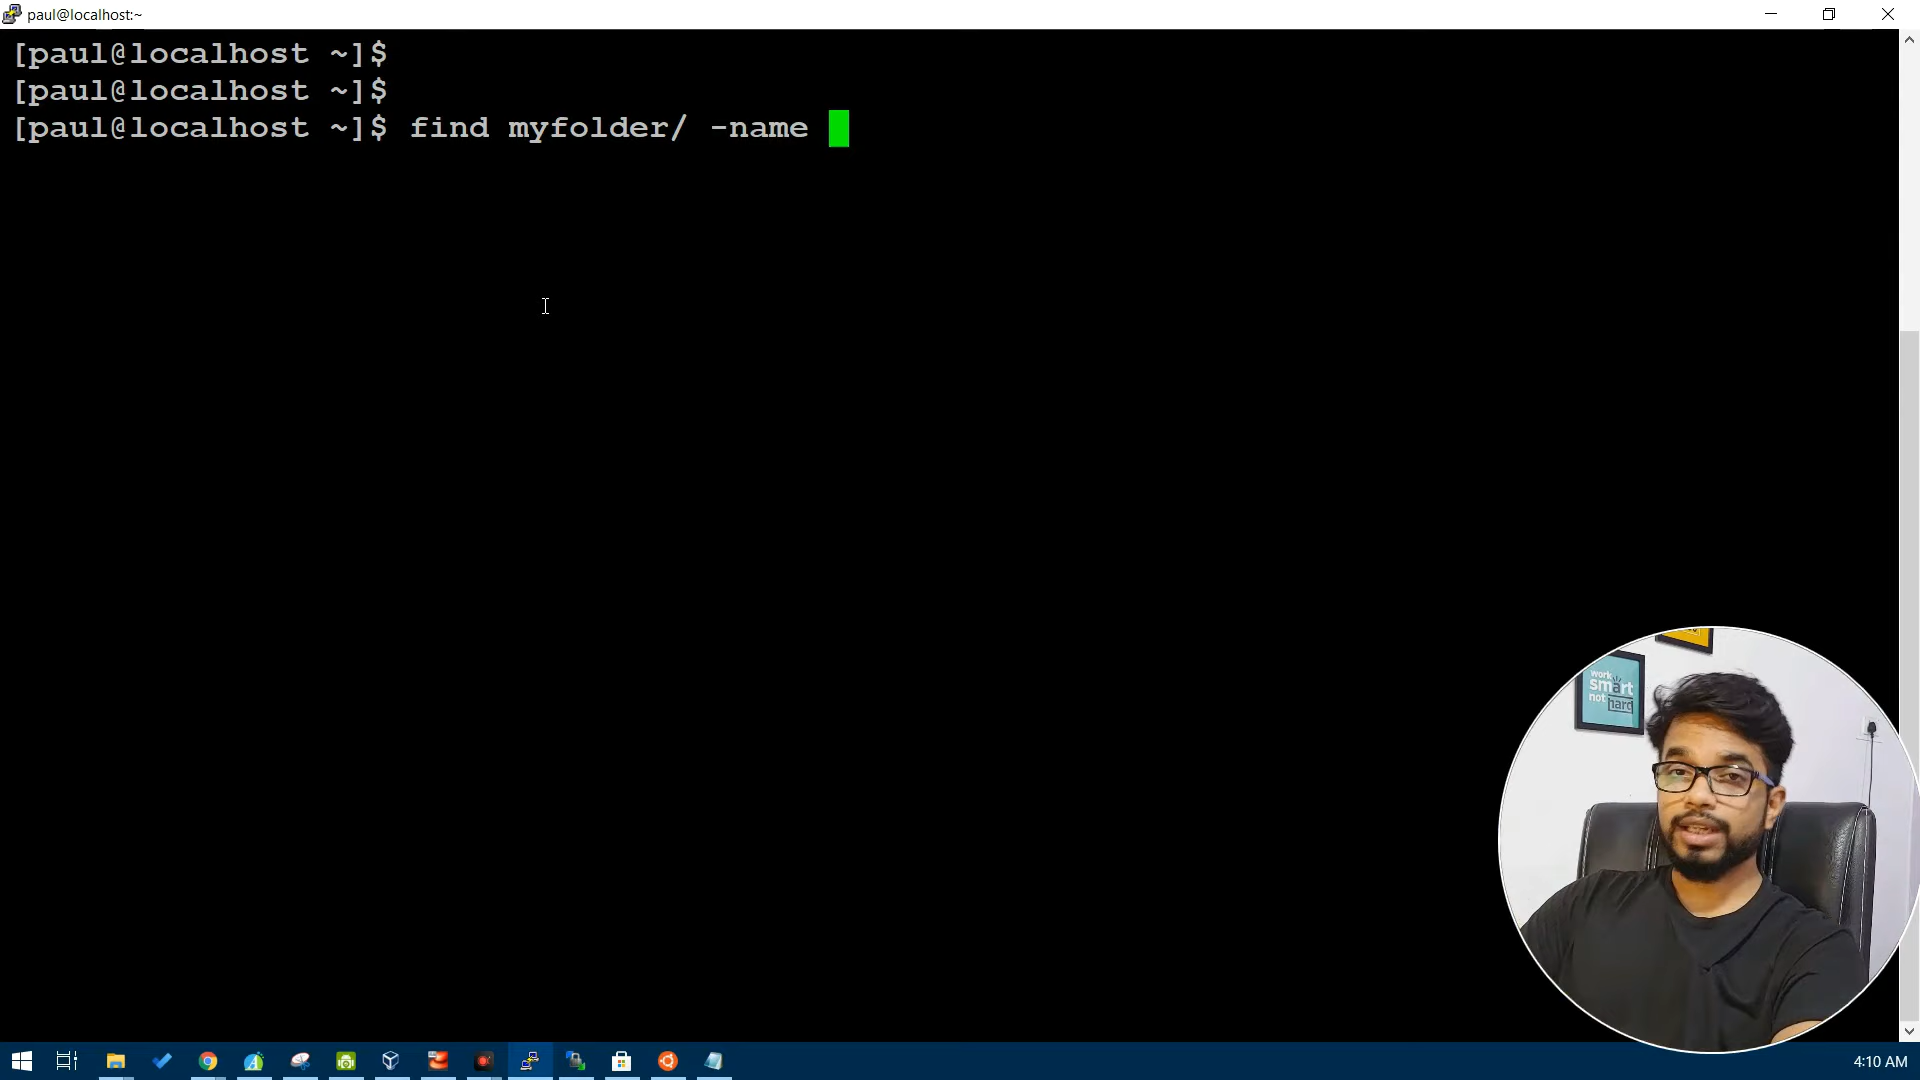 paul@localhost:~
[paul@localhost ~]$
[paul@localhost ~]$
[paul@localhost ~]$ find myfolder/ -name
work
smart
not hard
4:10 AM